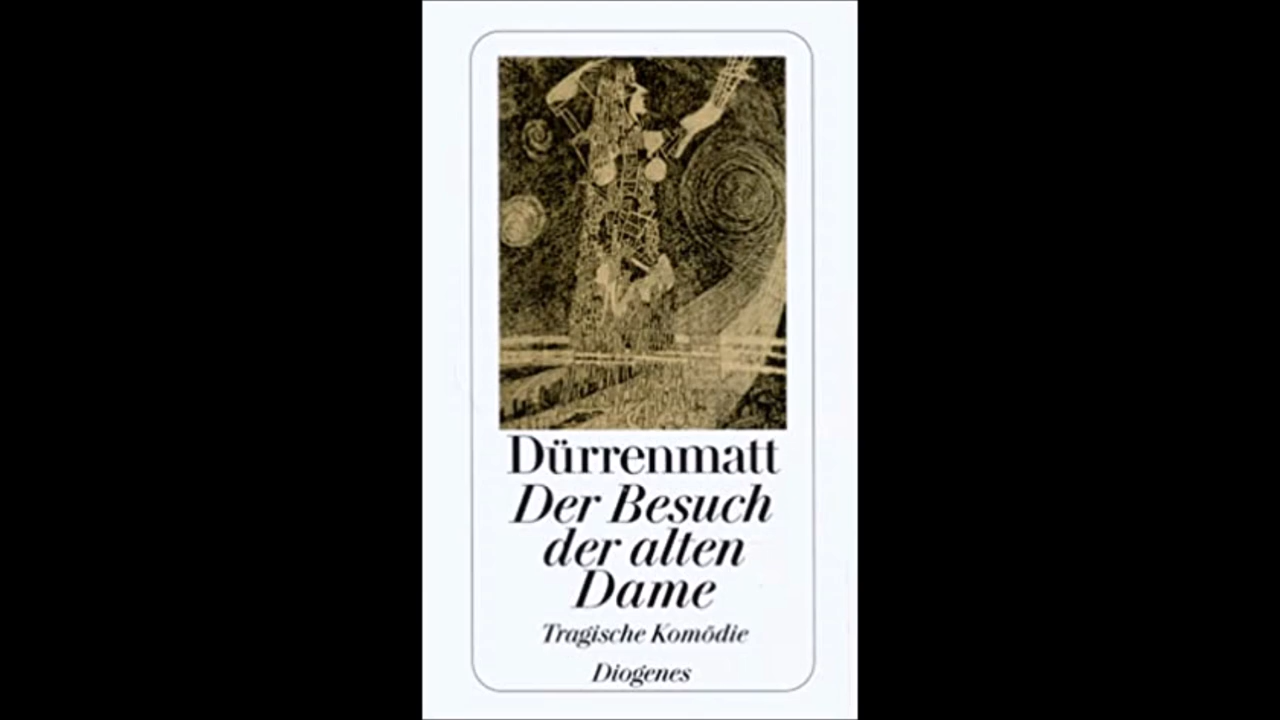 Dürrenmatt
Der Besuch
der alten
Dame
Tragische Komödie
Diogenes